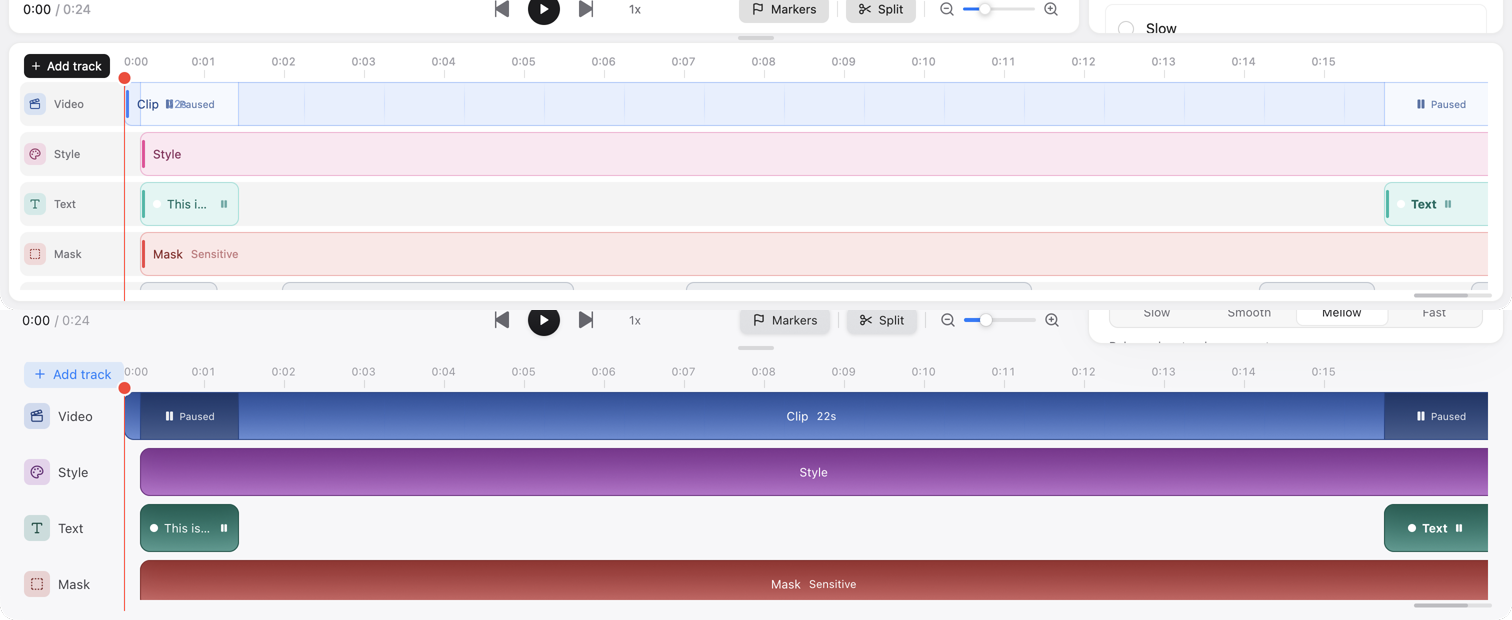 0:00 / 0:24 1x Markers Split
Slow
+ Add track 0:00 0:01 0:02 0:03 0:04 0:05 0:06 0:07 0:08 0:09 0:10 0:11 0:12 0:13 0:14 0:15
Video Clip Paused Paused
Style Style
Text This i... Text
Mask Mask Sensitive
0:00 / 0:24 1x Markers Split
Slow Smooth Mellow Fast
+ Add track 0:00 0:01 0:02 0:03 0:04 0:05 0:06 0:07 0:08 0:09 0:10 0:11 0:12 0:13 0:14 0:15
Video Paused Clip 22s Paused
Style Style
Text This is... Text
Mask Mask Sensitive